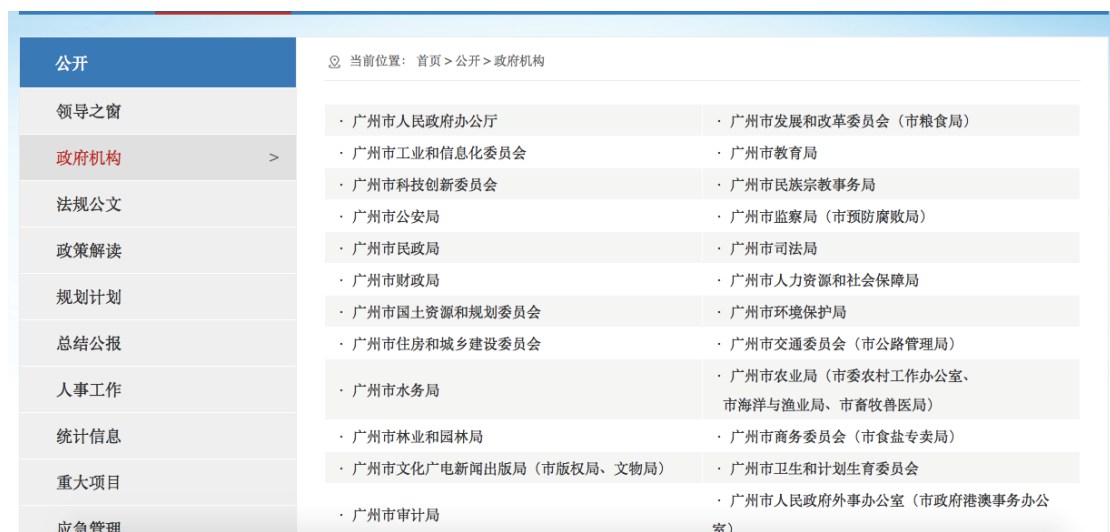 公开
当前位置： 首页 > 公开 > 政府机构
领导之窗
政府机构 >
法规公文
政策解读
规划计划
总结公报
人事工作
统计信息
重大项目
应急管理
· 广州市人民政府办公厅
· 广州市发展和改革委员会（市粮食局）
· 广州市工业和信息化委员会
· 广州市教育局
· 广州市科技创新委员会
· 广州市民族宗教事务局
· 广州市公安局
· 广州市监察局（市预防腐败局）
· 广州市民政局
· 广州市司法局
· 广州市财政局
· 广州市人力资源和社会保障局
· 广州市国土资源和规划委员会
· 广州市环境保护局
· 广州市住房和城乡建设委员会
· 广州市交通委员会（市公路管理局）
· 广州市水务局
· 广州市农业局（市委农村工作办公室、
市海洋与渔业局、市畜牧兽医局）
· 广州市林业和园林局
· 广州市商务委员会（市食盐专卖局）
· 广州市文化广电新闻出版局（市版权局、文物局）
· 广州市卫生和计划生育委员会
· 广州市审计局
· 广州市人民政府外事办公室（市政府港澳事务办公
室）